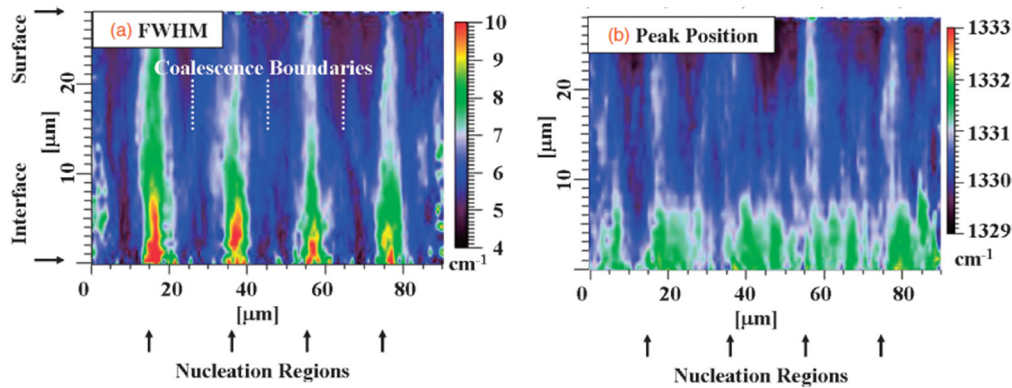 (a) FWHM
Coalescence Boundaries
Surface
Interface
[μm]
20
10
0 20 40 60 80
[μm]
Nucleation Regions
10
9
8
7
6
5
4
cm-1
(b) Peak Position
[μm]
20
10
0 20 40 60 80
[μm]
Nucleation Regions
1333
1332
1331
1330
1329
cm-1